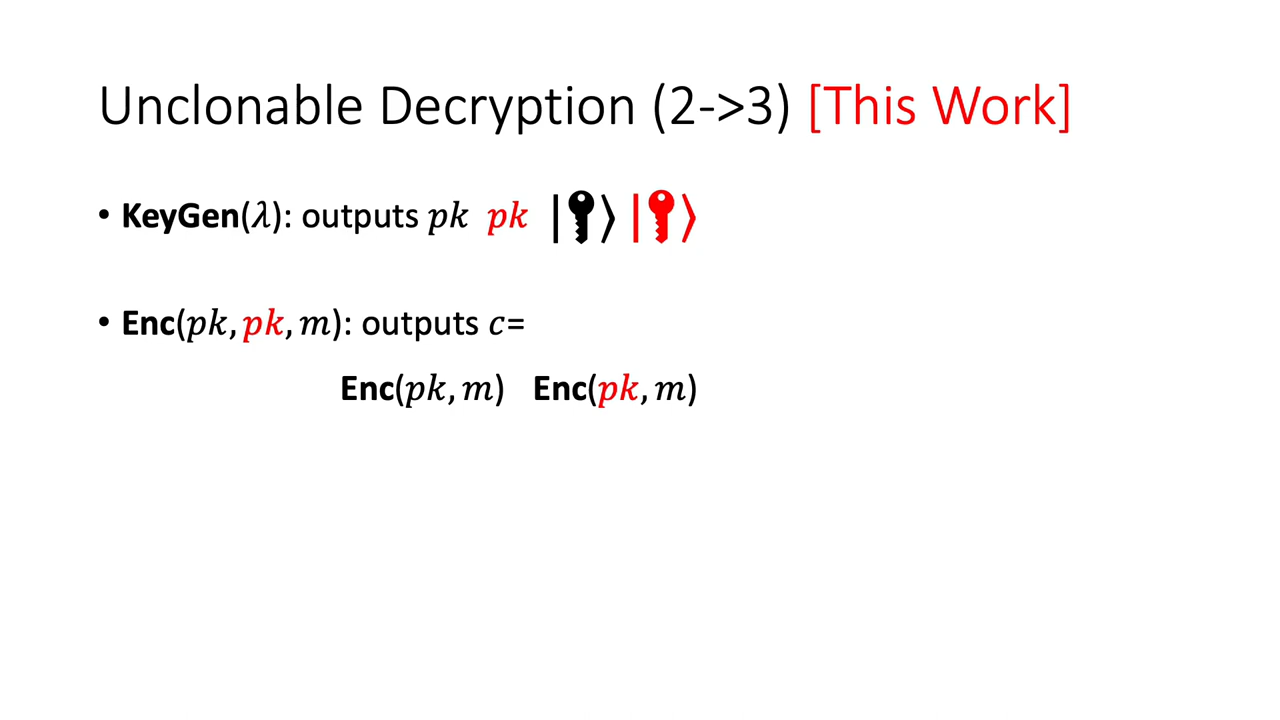 Unclonable Decryption (2->3) [This Work]
• KeyGen(λ): outputs pk pk |⟩|⟩
• Enc(pk, pk, m): outputs c=
Enc(pk, m) Enc(pk, m)